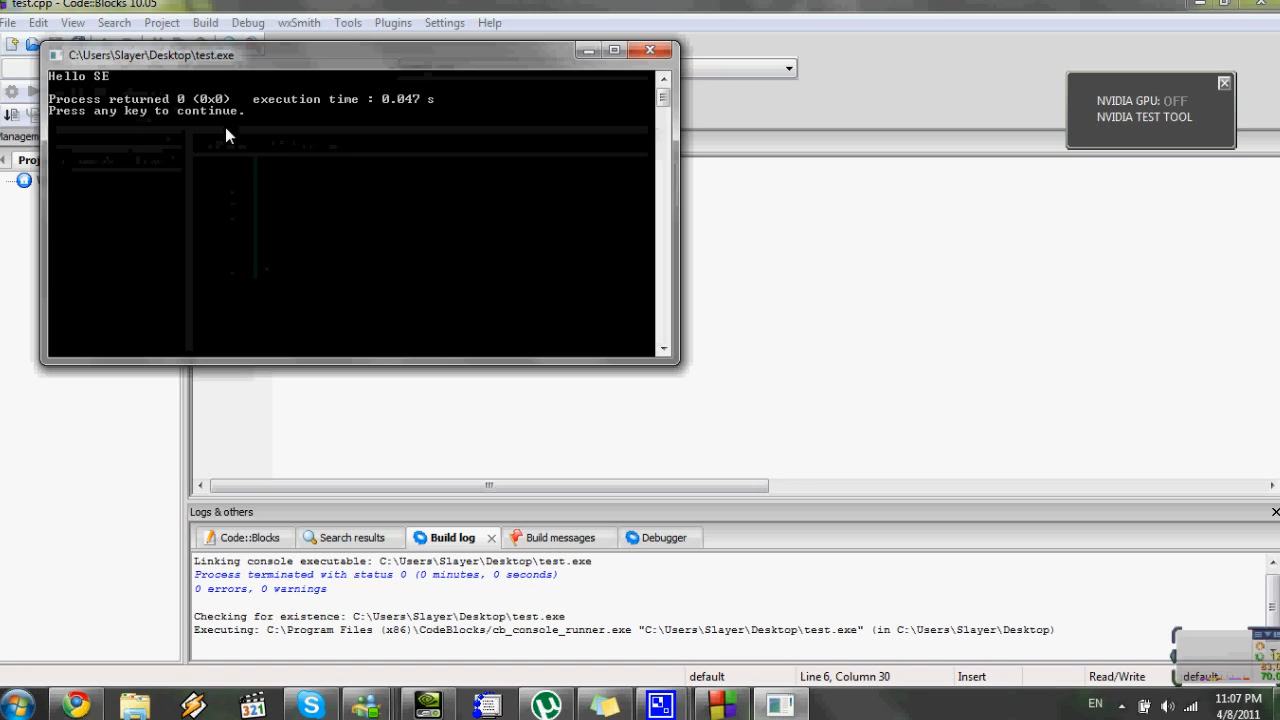 test.cpp - Code::Blocks 10.05
File Edit View Search Project Build Debug wxSmith Tools Plugins Settings Help
C:\Users\Slayer\Desktop\test.exe
Hello SE
Process returned 0 (0x0)   execution time : 0.047 s
Press any key to continue.
NVIDIA GPU: OFF
NVIDIA TEST TOOL
Logs & others
Code::Blocks Search results Build log Build messages Debugger
Linking console executable: C:\Users\Slayer\Desktop\test.exe
Process terminated with status 0 (0 minutes, 0 seconds)
0 errors, 0 warnings
Checking for existence: C:\Users\Slayer\Desktop\test.exe
Executing: C:\Program Files (x86)\CodeBlocks/cb_console_runner.exe "C:\Users\Slayer\Desktop\test.exe" (in C:\Users\Slayer\Desktop)
default Line 6, Column 30 Insert Read/Write default
321
EN 11:07 PM
4/8/2011